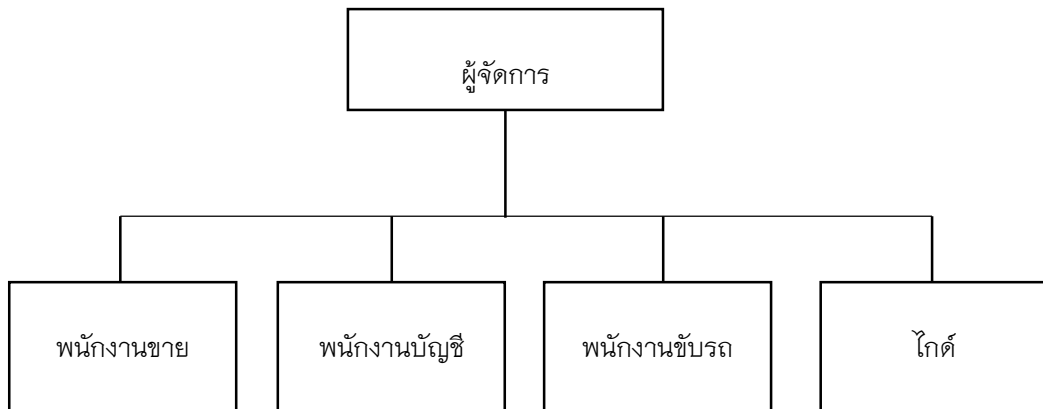 ผู้จัดการ
พนักงานขาย
พนักงานบัญชี
พนักงานขับรถ
ไกด์